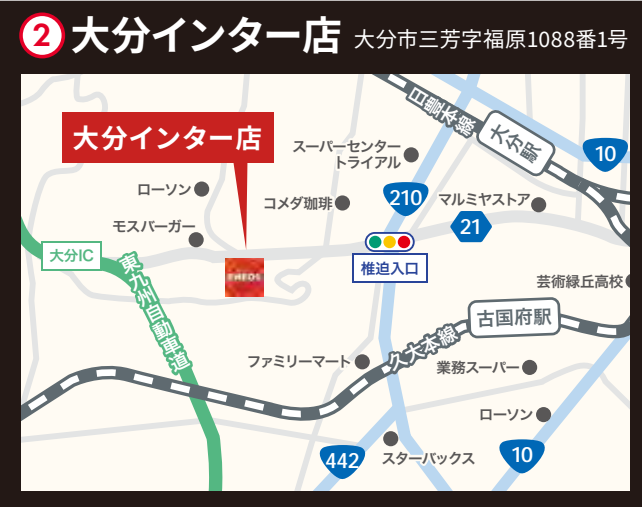 2 大分インター店 大分市三芳字福原1088番1号
日豊本線
大分駅
10
大分インター店
スーパーセンター
トライアル
ローソン
コメダ珈琲
210
マルミヤストア
モスバーガー
21
大分IC
椎迫入口
ENEOS
東九州自動車道
芸術緑丘高校
古国府駅
久大本線
ファミリーマート
業務スーパー
ローソン
442
スターバックス
10